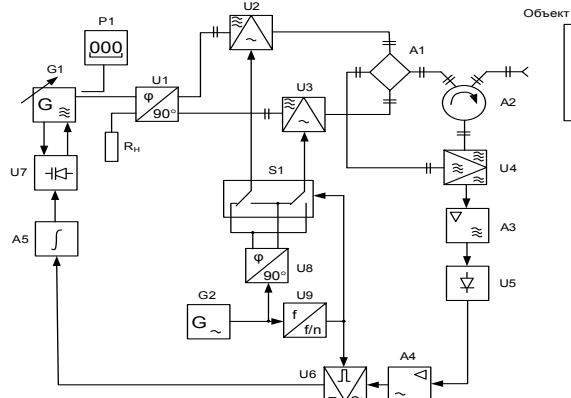 Объект
P1
000
U2
~
A1
G1
G
U1
φ
90°
U3
~
A2
Rн
S1
U4
U7
A3
A5
∫
φ
90°
U8
U5
G2
G ~
U9
f
f/n
U6
A4
~